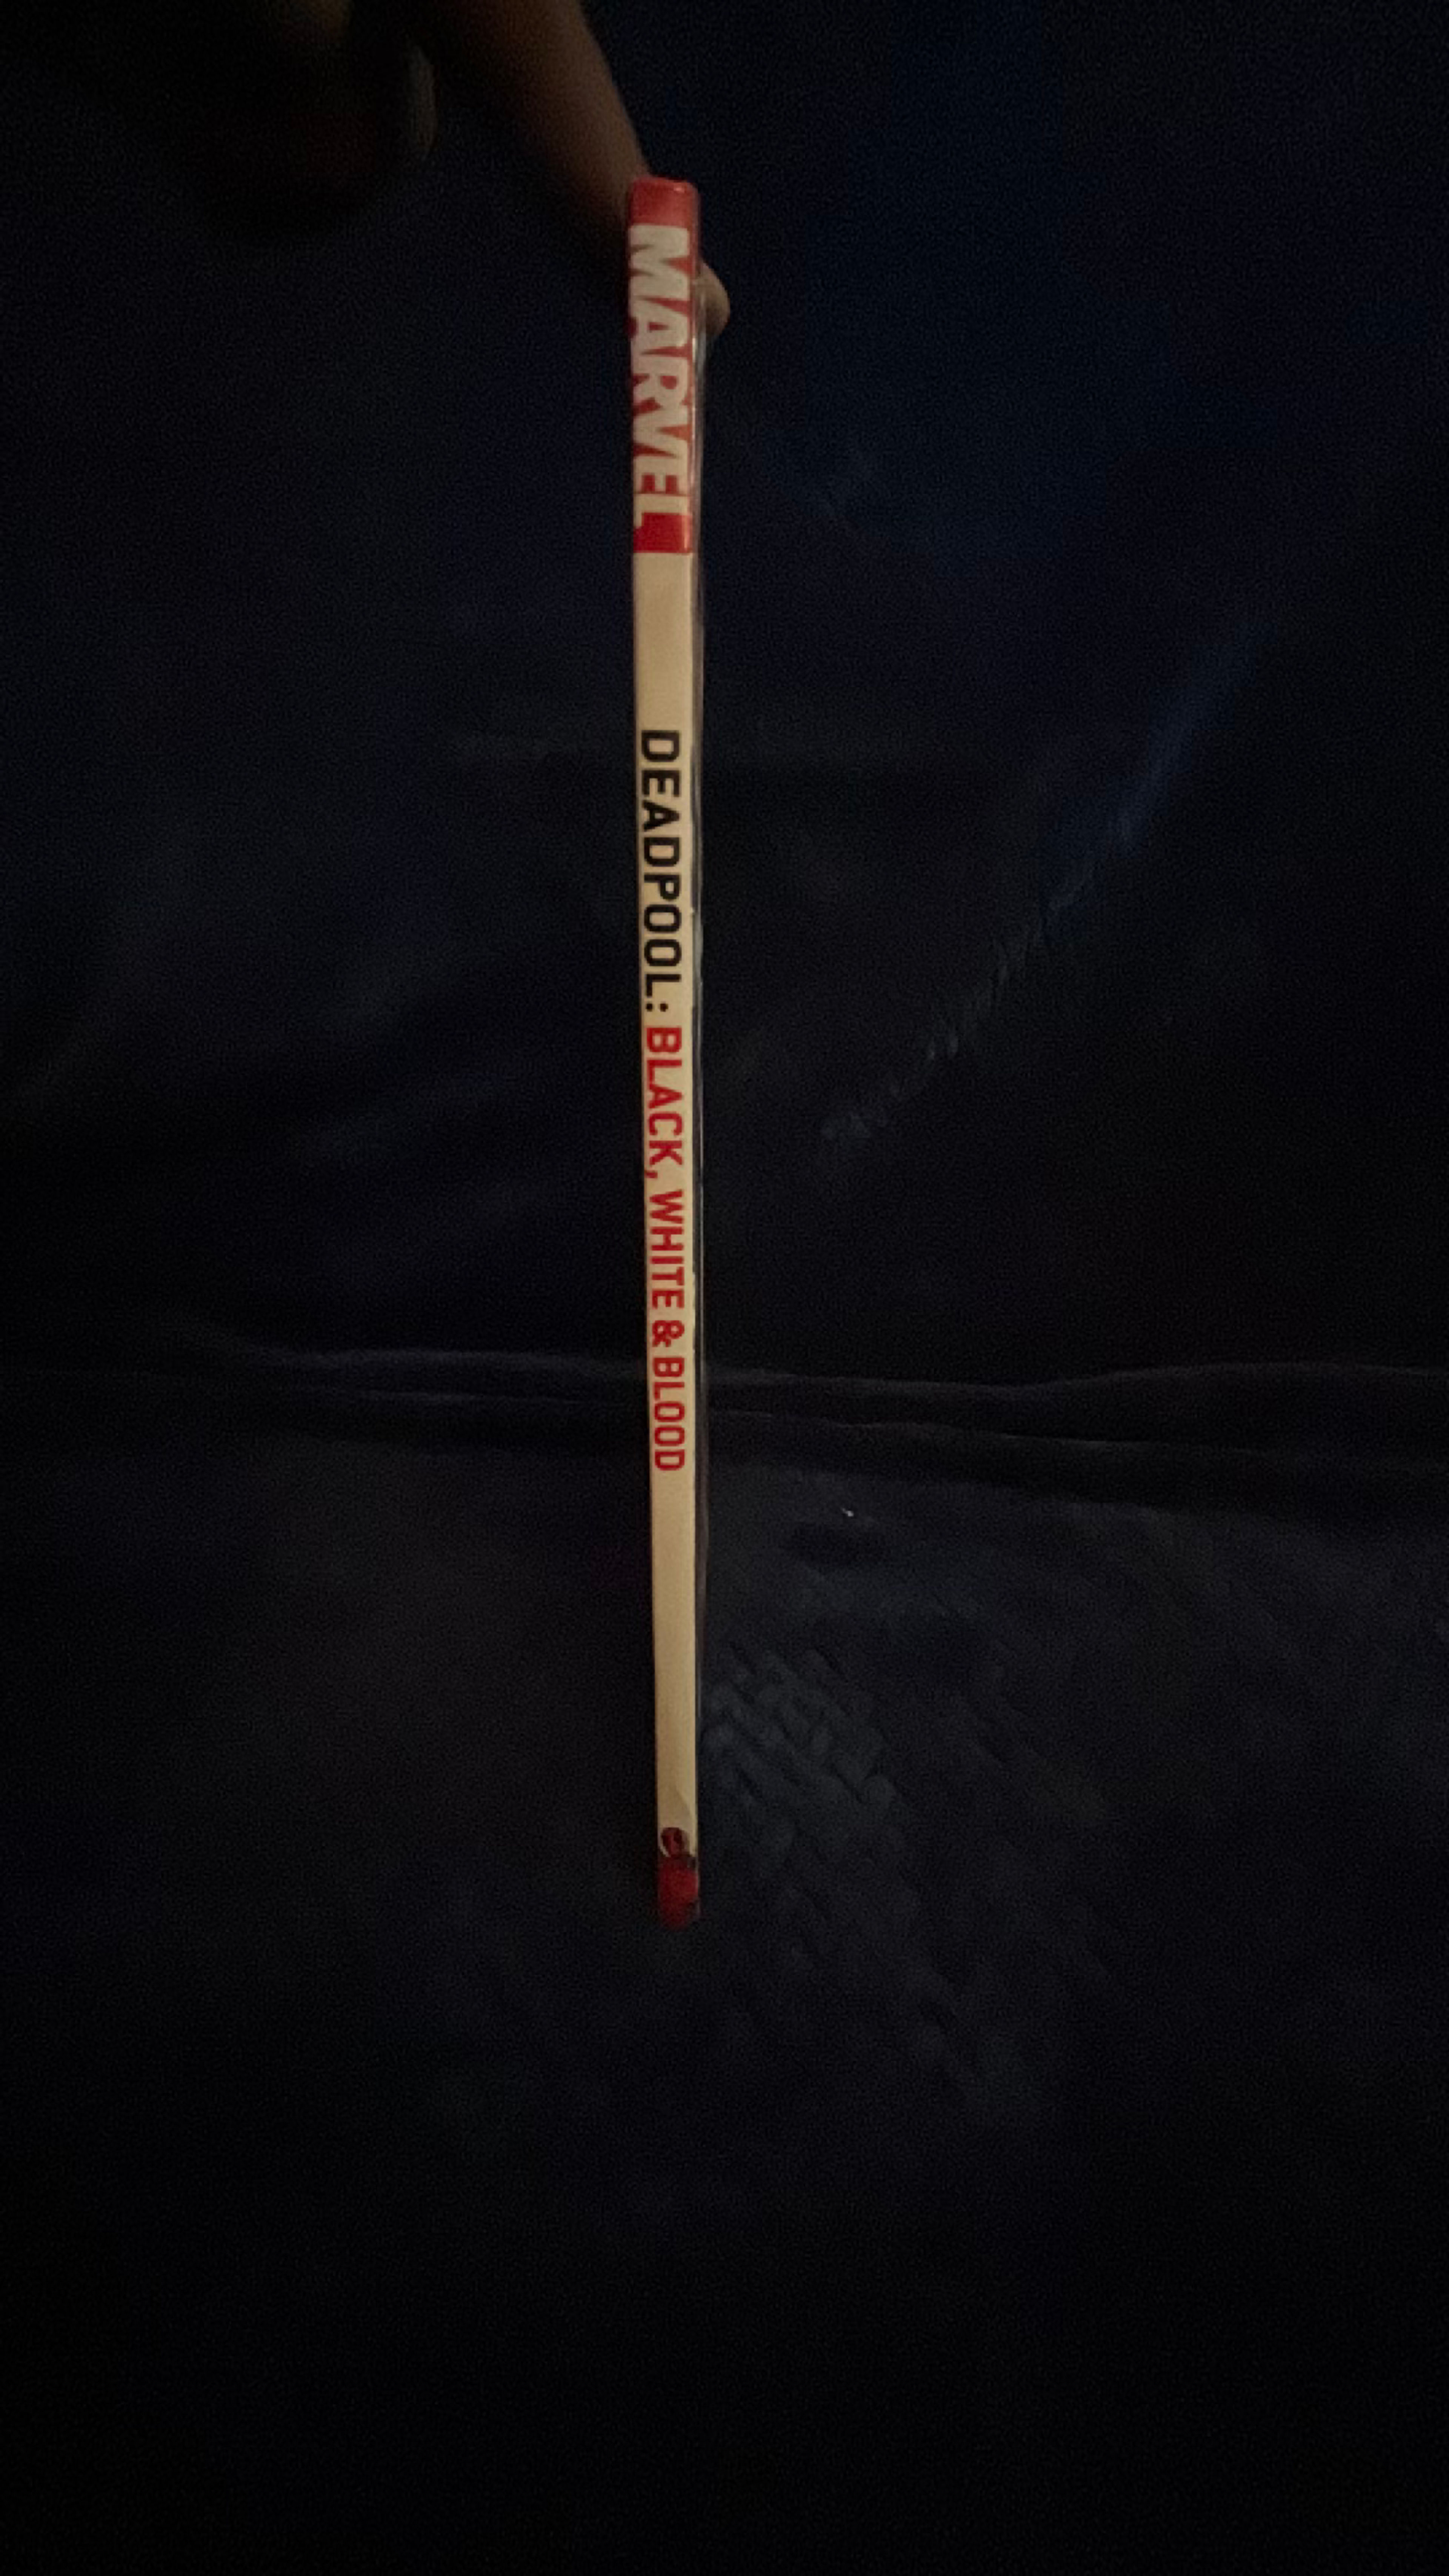 MARVEL
DEADPOOL: BLACK, WHITE & BLOOD